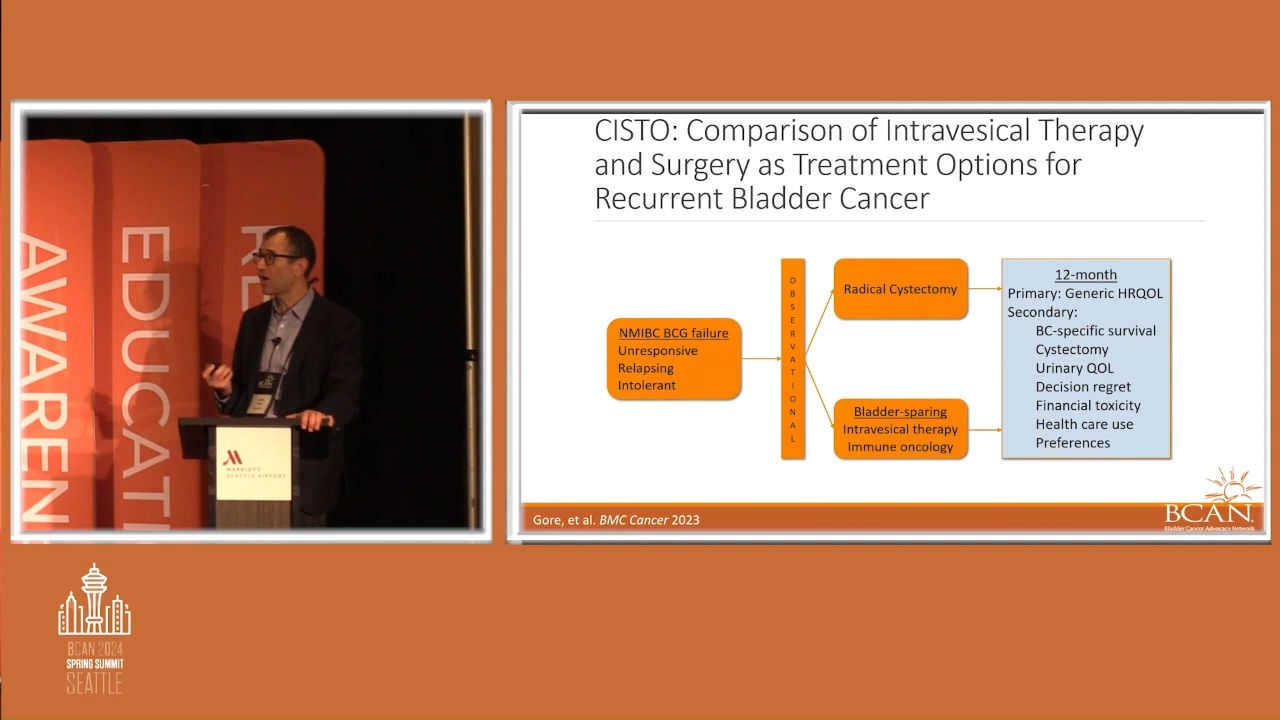 AWAREN
EDUCATI
RE
BCAN
MARRIOTT
SEATTLE AIRPORT
CISTO: Comparison of Intravesical Therapy
and Surgery as Treatment Options for
Recurrent Bladder Cancer
NMIBC BCG failure
Unresponsive
Relapsing
Intolerant
OBSERVATIONAL
Radical Cystectomy
Bladder-sparing
Intravesical therapy
Immune oncology
12-month
Primary: Generic HRQOL
Secondary:
BC-specific survival
Cystectomy
Urinary QOL
Decision regret
Financial toxicity
Health care use
Preferences
Gore, et al. BMC Cancer 2023
BCAN
Bladder Cancer Advocacy Network
BCAN 2024
SPRING SUMMIT
SEATTLE